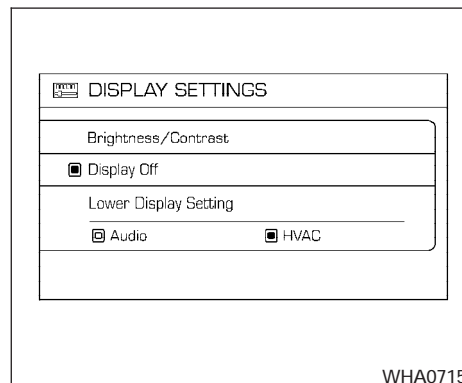 DISPLAY SETTINGS
Brightness/Contrast
Display Off
Lower Display Setting
Audio HVAC
WHA0715